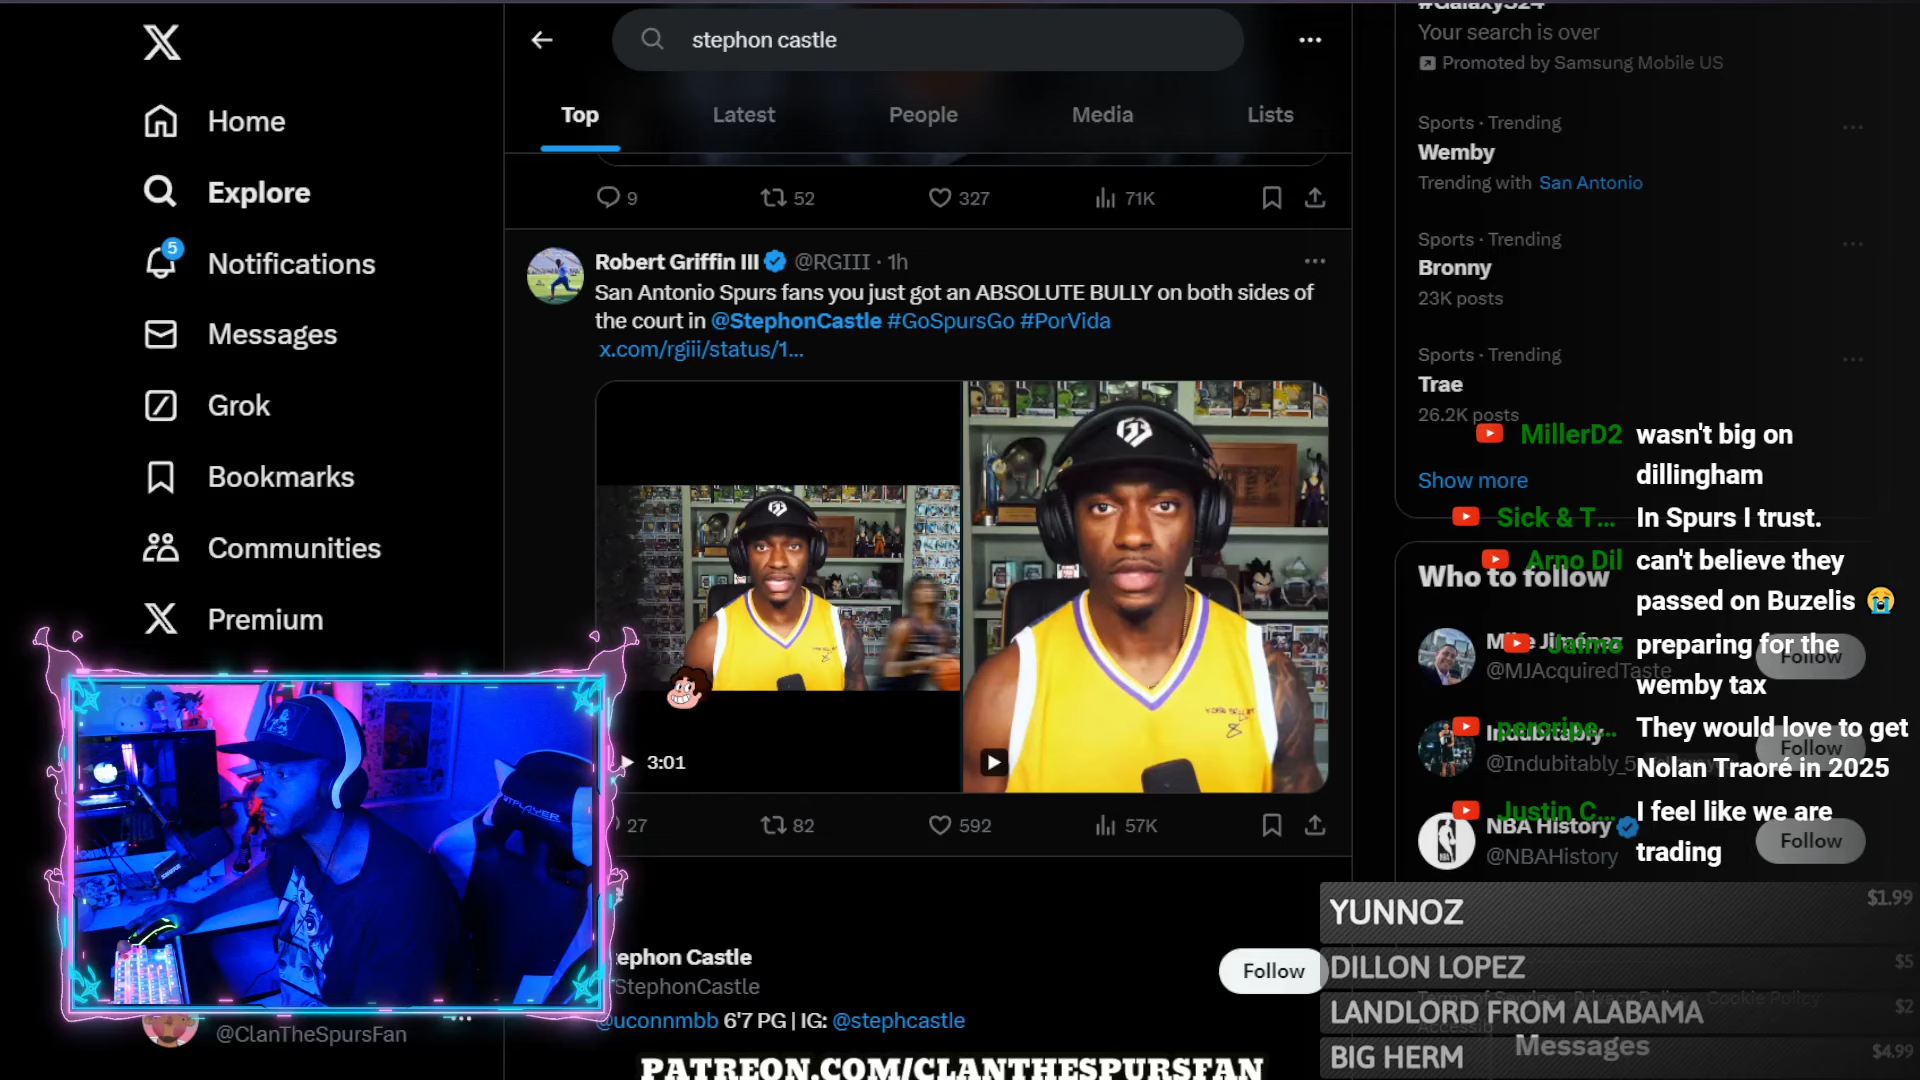 #GalaxyS24
Your search is over
Promoted by Samsung Mobile US
stephon castle
Top
Latest
People
Media
Lists
Home
Explore
5
Notifications
Messages
Grok
Bookmarks
Communities
Premium
@ClanTheSpursFan
9
52
327
71K
Robert Griffin III @RGIII · 1h
San Antonio Spurs fans you just got an ABSOLUTE BULLY on both sides of
the court in @StephonCastle #GoSpursGo #PorVida
x.com/rgiii/status/1...
3:01
27
82
592
57K
ephon Castle
StephonCastle
Follow
@uconnmbb 6'7 PG | IG: @stephcastle
PATREON.COM/CLANTHESPURSFAN
Sports · Trending
Wemby
Trending with San Antonio
Sports · Trending
Bronny
23K posts
Sports · Trending
Trae
26.2K posts
Show more
Who to follow
@MJAcquiredTaste
Follow
Indubitably
Follow
NBA History
@NBAHistory
Follow
MillerD2 wasn't big on
dillingham
Sick & T... In Spurs I trust.
Arno Dil can't believe they
passed on Buzelis 😭
Jaime preparing for the
wemby tax
They would love to get
Nolan Traoré in 2025
Justin C... I feel like we are
trading
YUNNOZ $1.99
DILLON LOPEZ $5
LANDLORD FROM ALABAMA $2
BIG HERM $4.99
Messages